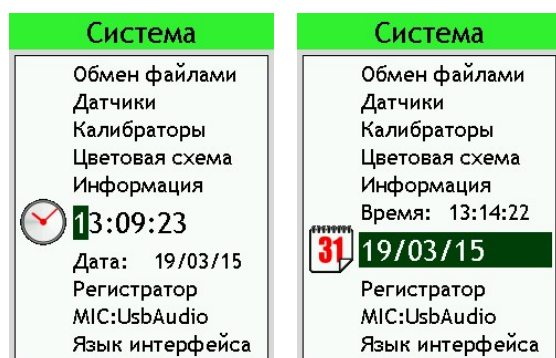 Система
Обмен файлами
Датчики
Калибраторы
Цветовая схема
Информация
13:09:23
Дата: 19/03/15
Регистратор
MIC:UsbAudio
Язык интерфейса
Система
Обмен файлами
Датчики
Калибраторы
Цветовая схема
Информация
Время: 13:14:22
31
19/03/15
Регистратор
MIC:UsbAudio
Язык интерфейса